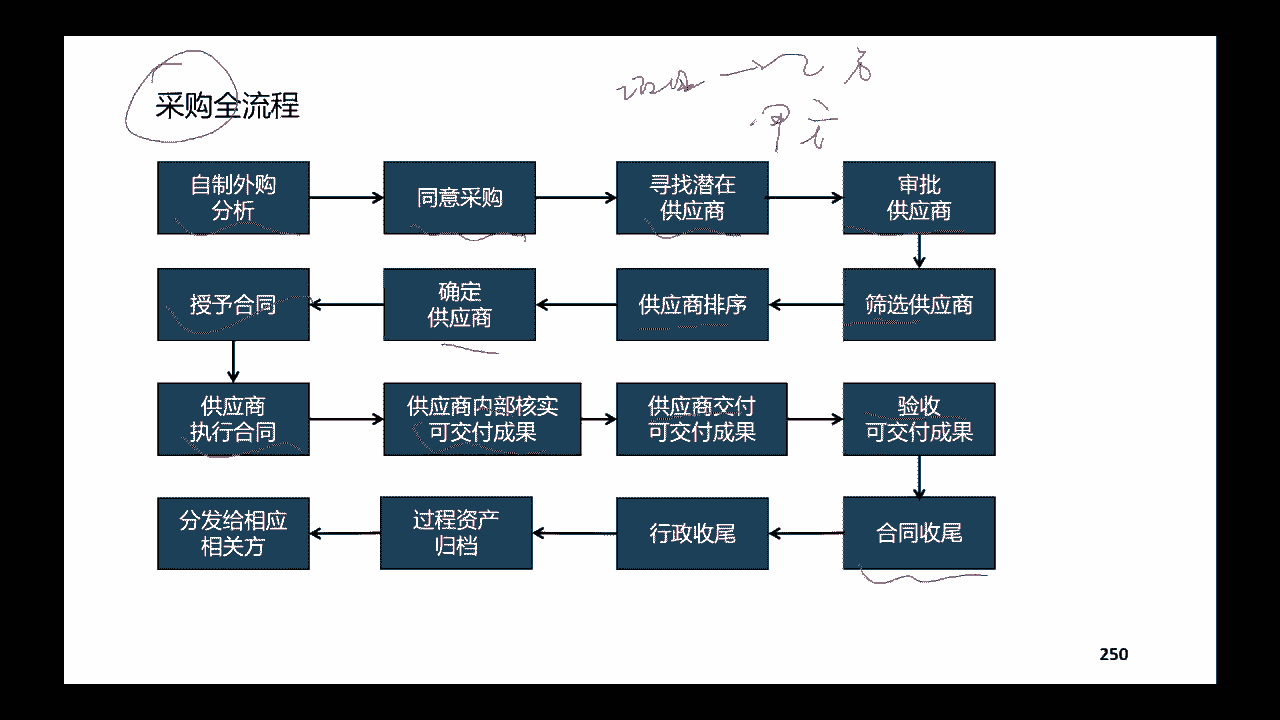 采购全流程
乙方
甲方
自制外购
分析
同意采购
寻找潜在
供应商
审批
供应商
筛选供应商
供应商排序
确定
供应商
授予合同
供应商
执行合同
供应商内部核实
可交付成果
供应商交付
可交付成果
验收
可交付成果
合同收尾
行政收尾
过程资产
归档
分发给相应
相关方
250